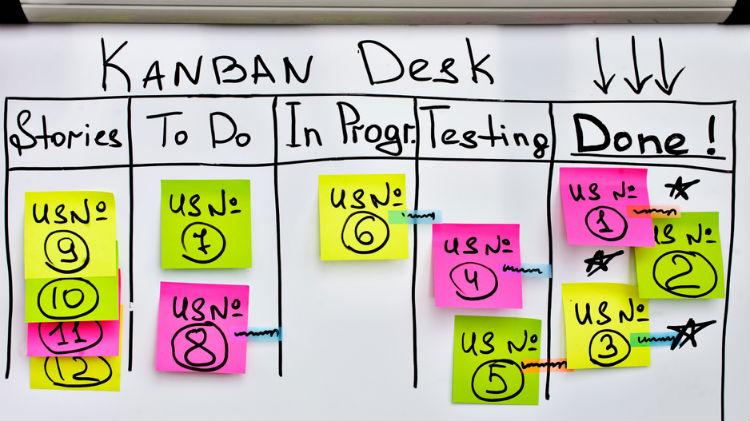 KANBAN Desk
Stories
To Do
In Progr.
Testing
Done!
US №
9
10
11
12
US №
7
US №
8
US №
6
US №
4
US №
5
US №
1
US №
2
US №
3